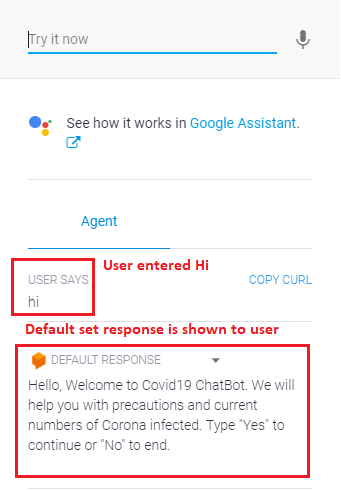 Try it now
See how it works in Google Assistant.
Agent
User entered Hi
USER SAYS
COPY CURL
hi
Default set response is shown to user
DEFAULT RESPONSE
Hello, Welcome to Covid19 ChatBot. We will
help you with precautions and current
numbers of Corona infected. Type "Yes" to
continue or "No" to end.